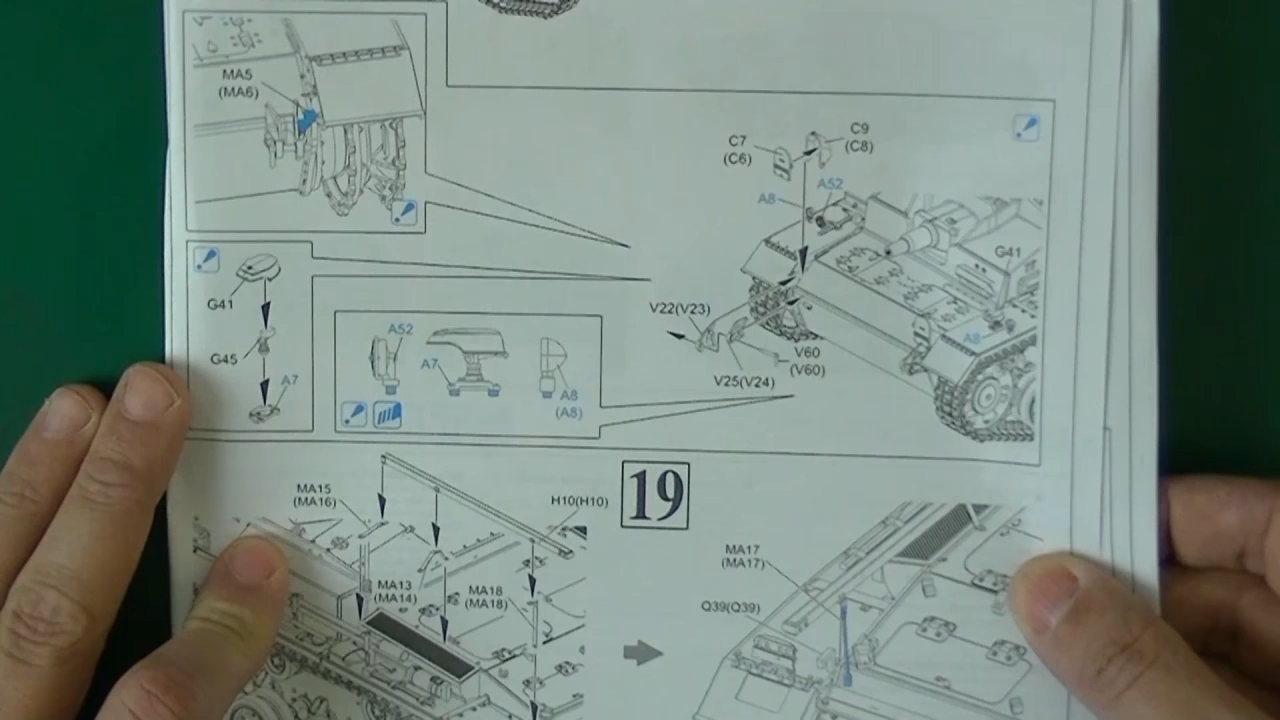 MA5
(MA6)
C7
(C6)
C9
(C8)
A8
A52
G41
G41
G45
A7
A52
A7
A8
(A8)
V22(V23)
V60
(V60)
V25(V24)
A8
19
MA15
(MA16)
H10(H10)
MA13
(MA14)
MA18
(MA18)
MA17
(MA17)
Q39(Q39)